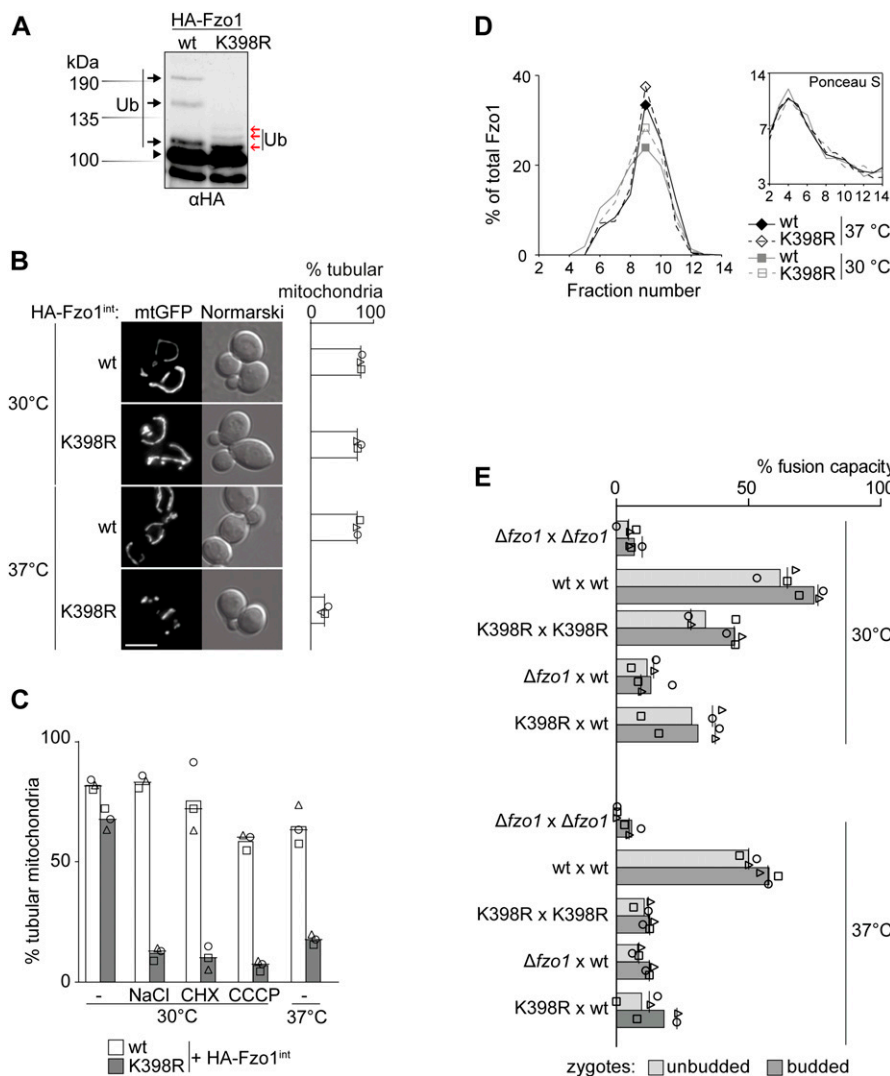 A
HA-Fzo1
wt K398R
kDa
190
Ub
135
Ub
100
αHA
B
% tubular
mitochondria
HA-Fzo1int: mtGFP Normarski 0 100
wt
30°C
K398R
wt
37°C
K398R
C
% tubular mitochondria
100
50
0
- NaCl CHX CCCP -
30°C 37°C
wt
K398R
+ HA-Fzo1int
D
% of total Fzo1
40
20
0
2 4 6 8 10 12 14
Fraction number
Ponceau S
14
7
3
2 4 6 8 10 12 14
wt
K398R
37 °C
wt
K398R
30 °C
E
% fusion capacity
0 50 100
Δfzo1 x Δfzo1
wt x wt
K398R x K398R
Δfzo1 x wt
K398R x wt
30°C
Δfzo1 x Δfzo1
wt x wt
K398R x K398R
Δfzo1 x wt
K398R x wt
37°C
zygotes: unbudded budded